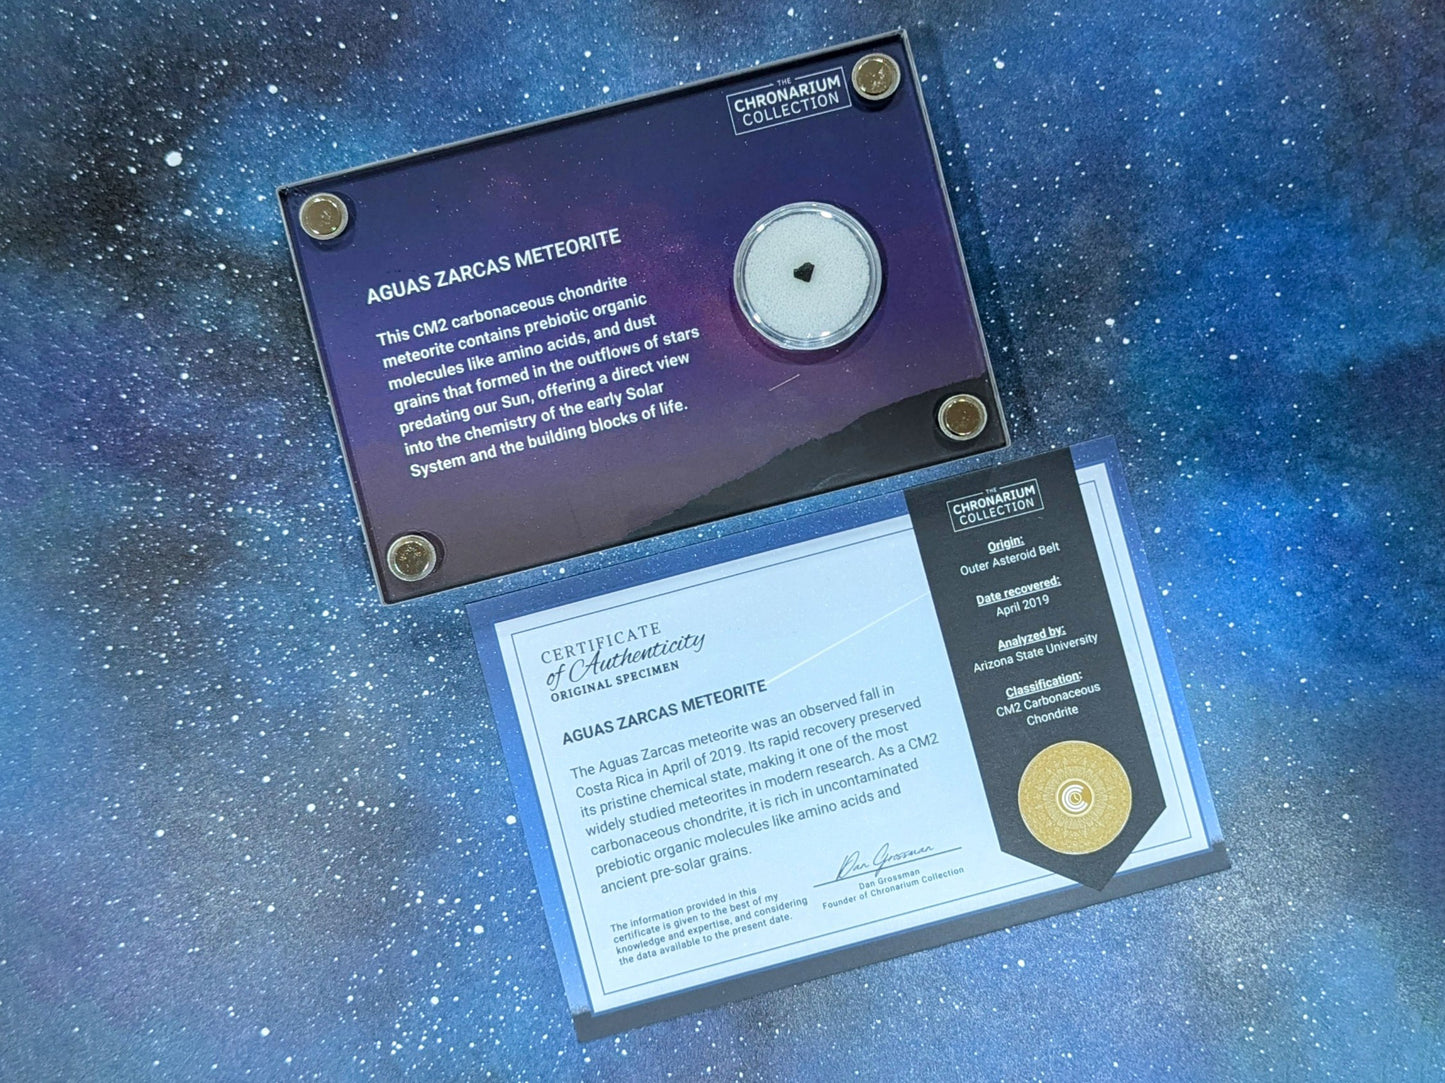 THE
CHRONARIUM
COLLECTION
AGUAS ZARCAS METEORITE
This CM2 carbonaceous chondrite
meteorite contains prebiotic organic
molecules like amino acids, and dust
grains that formed in the outflows of stars
predating our Sun, offering a direct view
into the chemistry of the early Solar
System and the building blocks of life.
CERTIFICATE
of Authenticity
ORIGINAL SPECIMEN
AGUAS ZARCAS METEORITE
The Aguas Zarcas meteorite was an observed fall in
Costa Rica in April of 2019. Its rapid recovery preserved
its pristine chemical state, making it one of the most
widely studied meteorites in modern research. As a CM2
carbonaceous chondrite, it is rich in uncontaminated
prebiotic organic molecules like amino acids and
ancient pre-solar grains.
The information provided in this
certificate is given to the best of my
knowledge and expertise, and considering
the data available to the present date.
Dan Grossman
Dan Grossman
Founder of Chronarium Collection
THE
CHRONARIUM
COLLECTION
Origin:
Outer Asteroid Belt
Date recovered:
April 2019
Analyzed by:
Arizona State University
Classification:
CM2 Carbonaceous
Chondrite